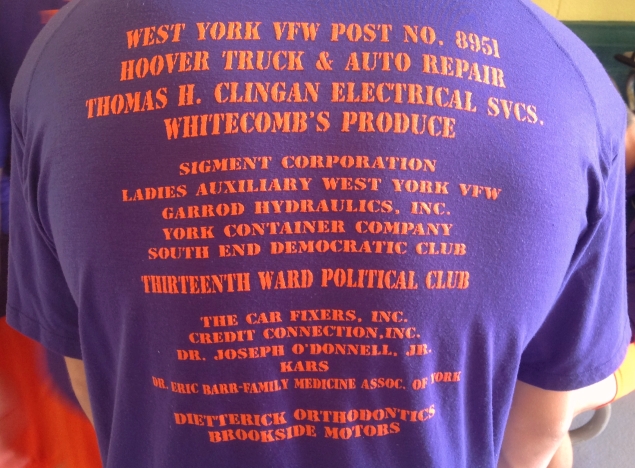 WEST YORK VFW POST NO. 8951
HOOVER TRUCK & AUTO REPAIR
THOMAS H. CLINGAN ELECTRICAL SVCS.
WHITECOMB'S PRODUCE
SIGMENT CORPORATION
LADIES AUXILIARY WEST YORK VFW
GARROD HYDRAULICS, INC.
YORK CONTAINER COMPANY
SOUTH END DEMOCRATIC CLUB
THIRTEENTH WARD POLITICAL CLUB
THE CAR FIXERS, INC.
CREDIT CONNECTION,INC.
DR. JOSEPH O'DONNELL, JR.
KARS
DR. ERIC BARR-FAMILY MEDICINE ASSOC. OF YORK
DIETTERICK ORTHODONTICS
BROOKSIDE MOTORS